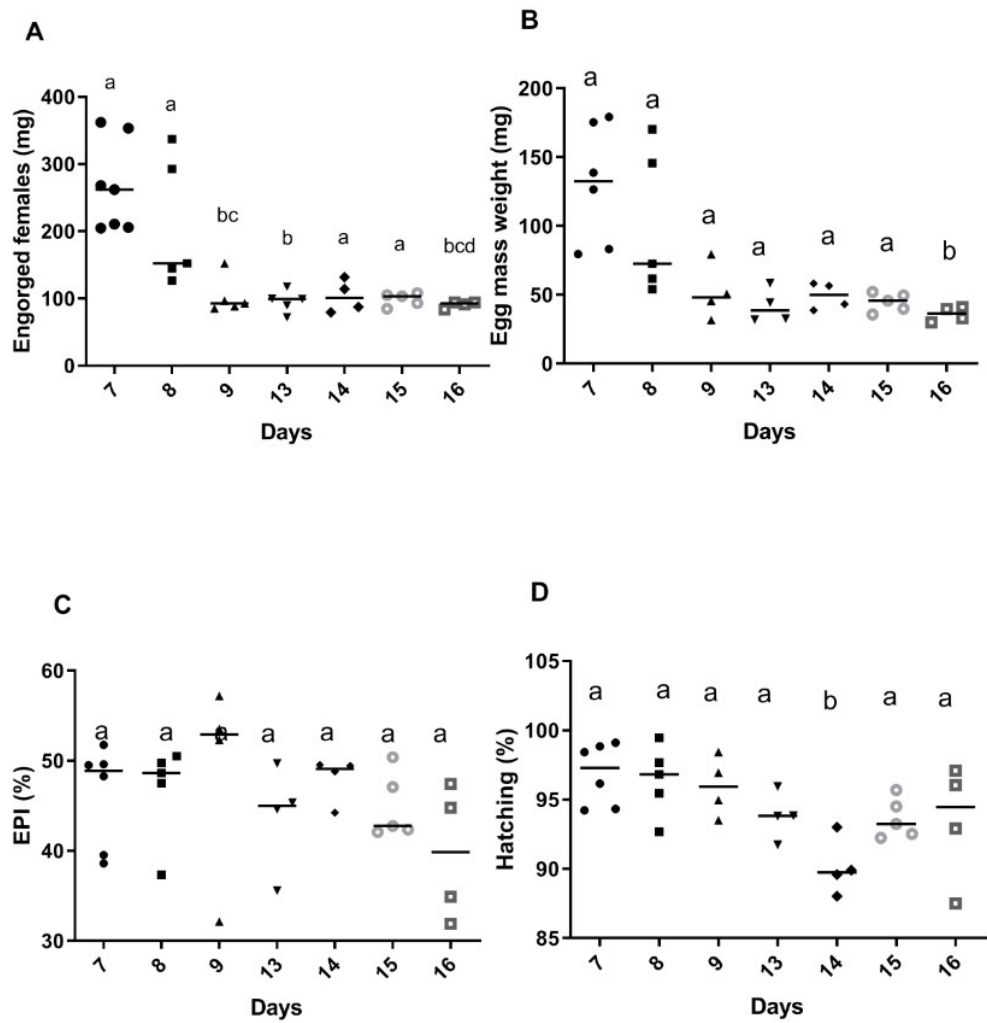 A
a
a
bc
b
a
a
bcd
400
300
200
100
0
Engorged females (mg)
7 8 9 13 14 15 16
Days
B
a
a
a
a
a
a
b
200
150
100
50
0
Egg mass weight (mg)
7 8 9 13 14 15 16
Days
C
a a a a a a a
60
50
40
30
EPI (%)
7 8 9 13 14 15 16
Days
D
a a a a b a a
105
100
95
90
85
Hatching (%)
7 8 9 13 14 15 16
Days